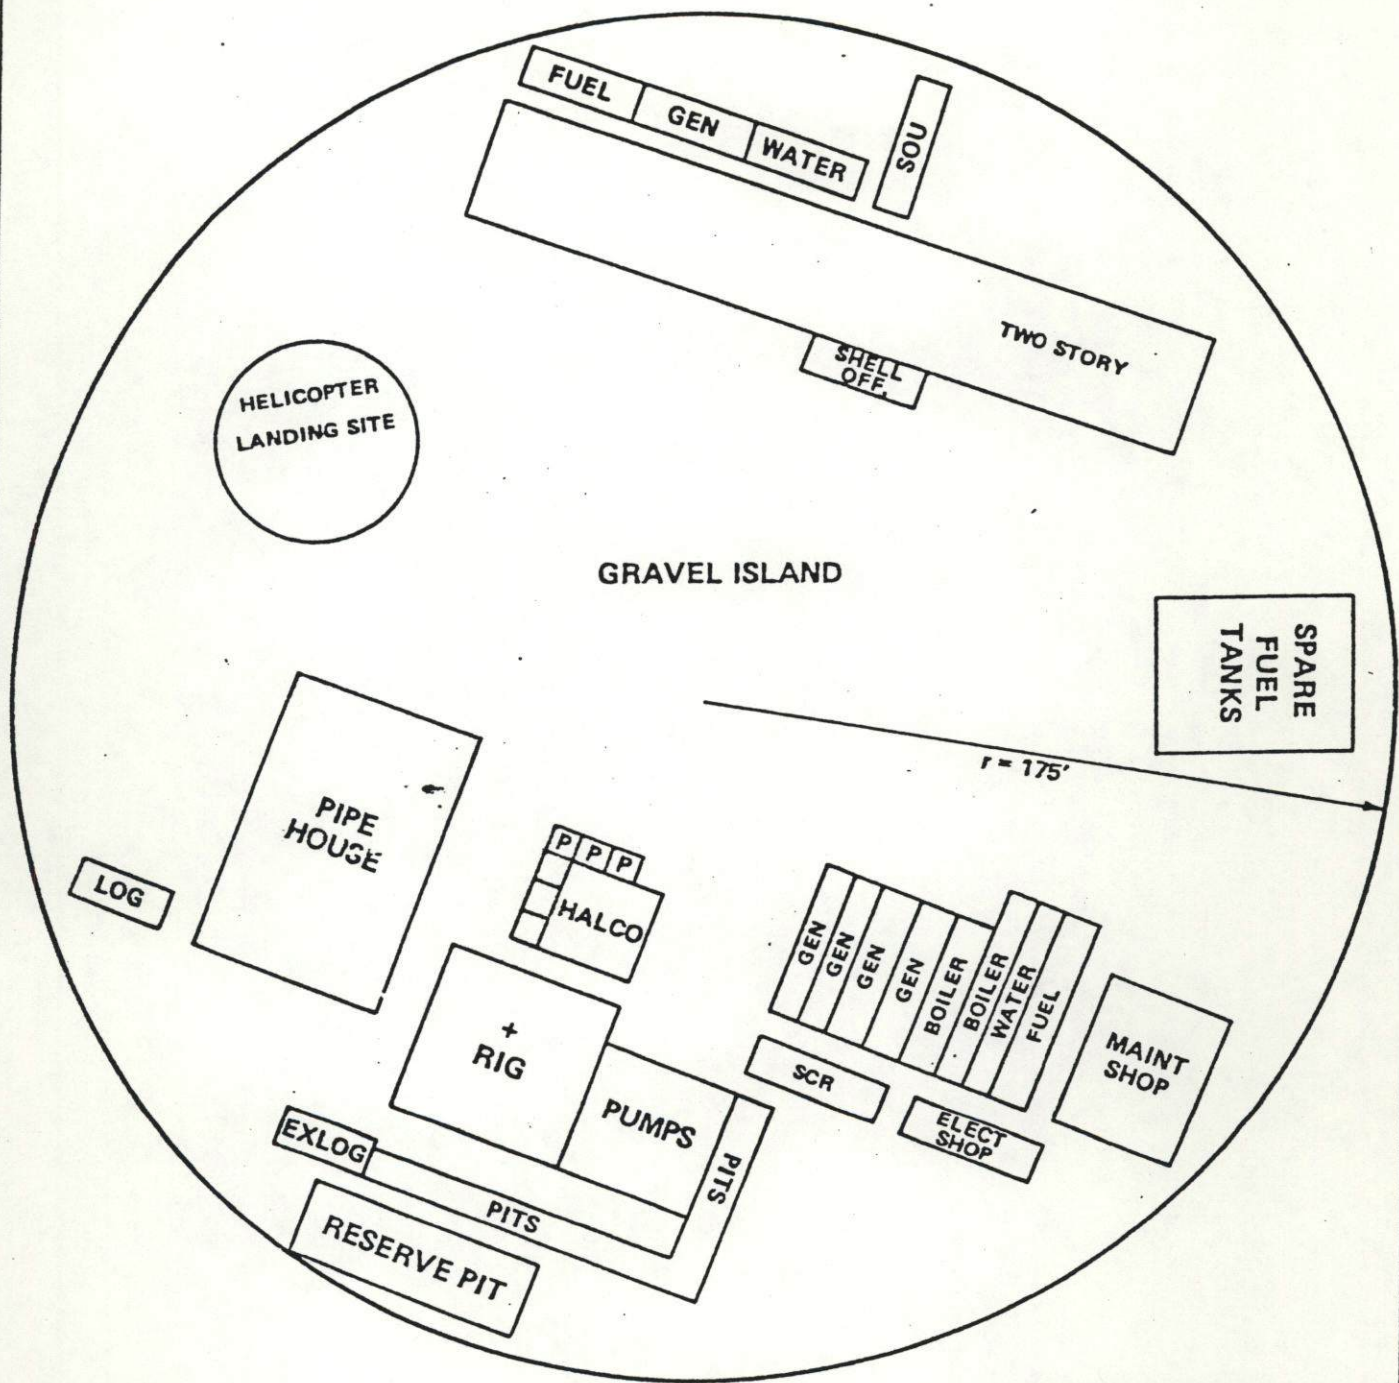 FUEL
GEN
WATER
SOU
TWO STORY
SHELL
OFF.
HELICOPTER
LANDING SITE
GRAVEL ISLAND
SPARE
FUEL
TANKS
r = 175'
PIPE
HOUSE
LOG
P P P
HALCO
GEN
GEN
GEN
GEN
BOILER
BOILER
WATER
FUEL
MAINT
SHOP
+
RIG
SCR
PUMPS
ELECT
SHOP
EXLOG
PITS
PITS
RESERVE PIT